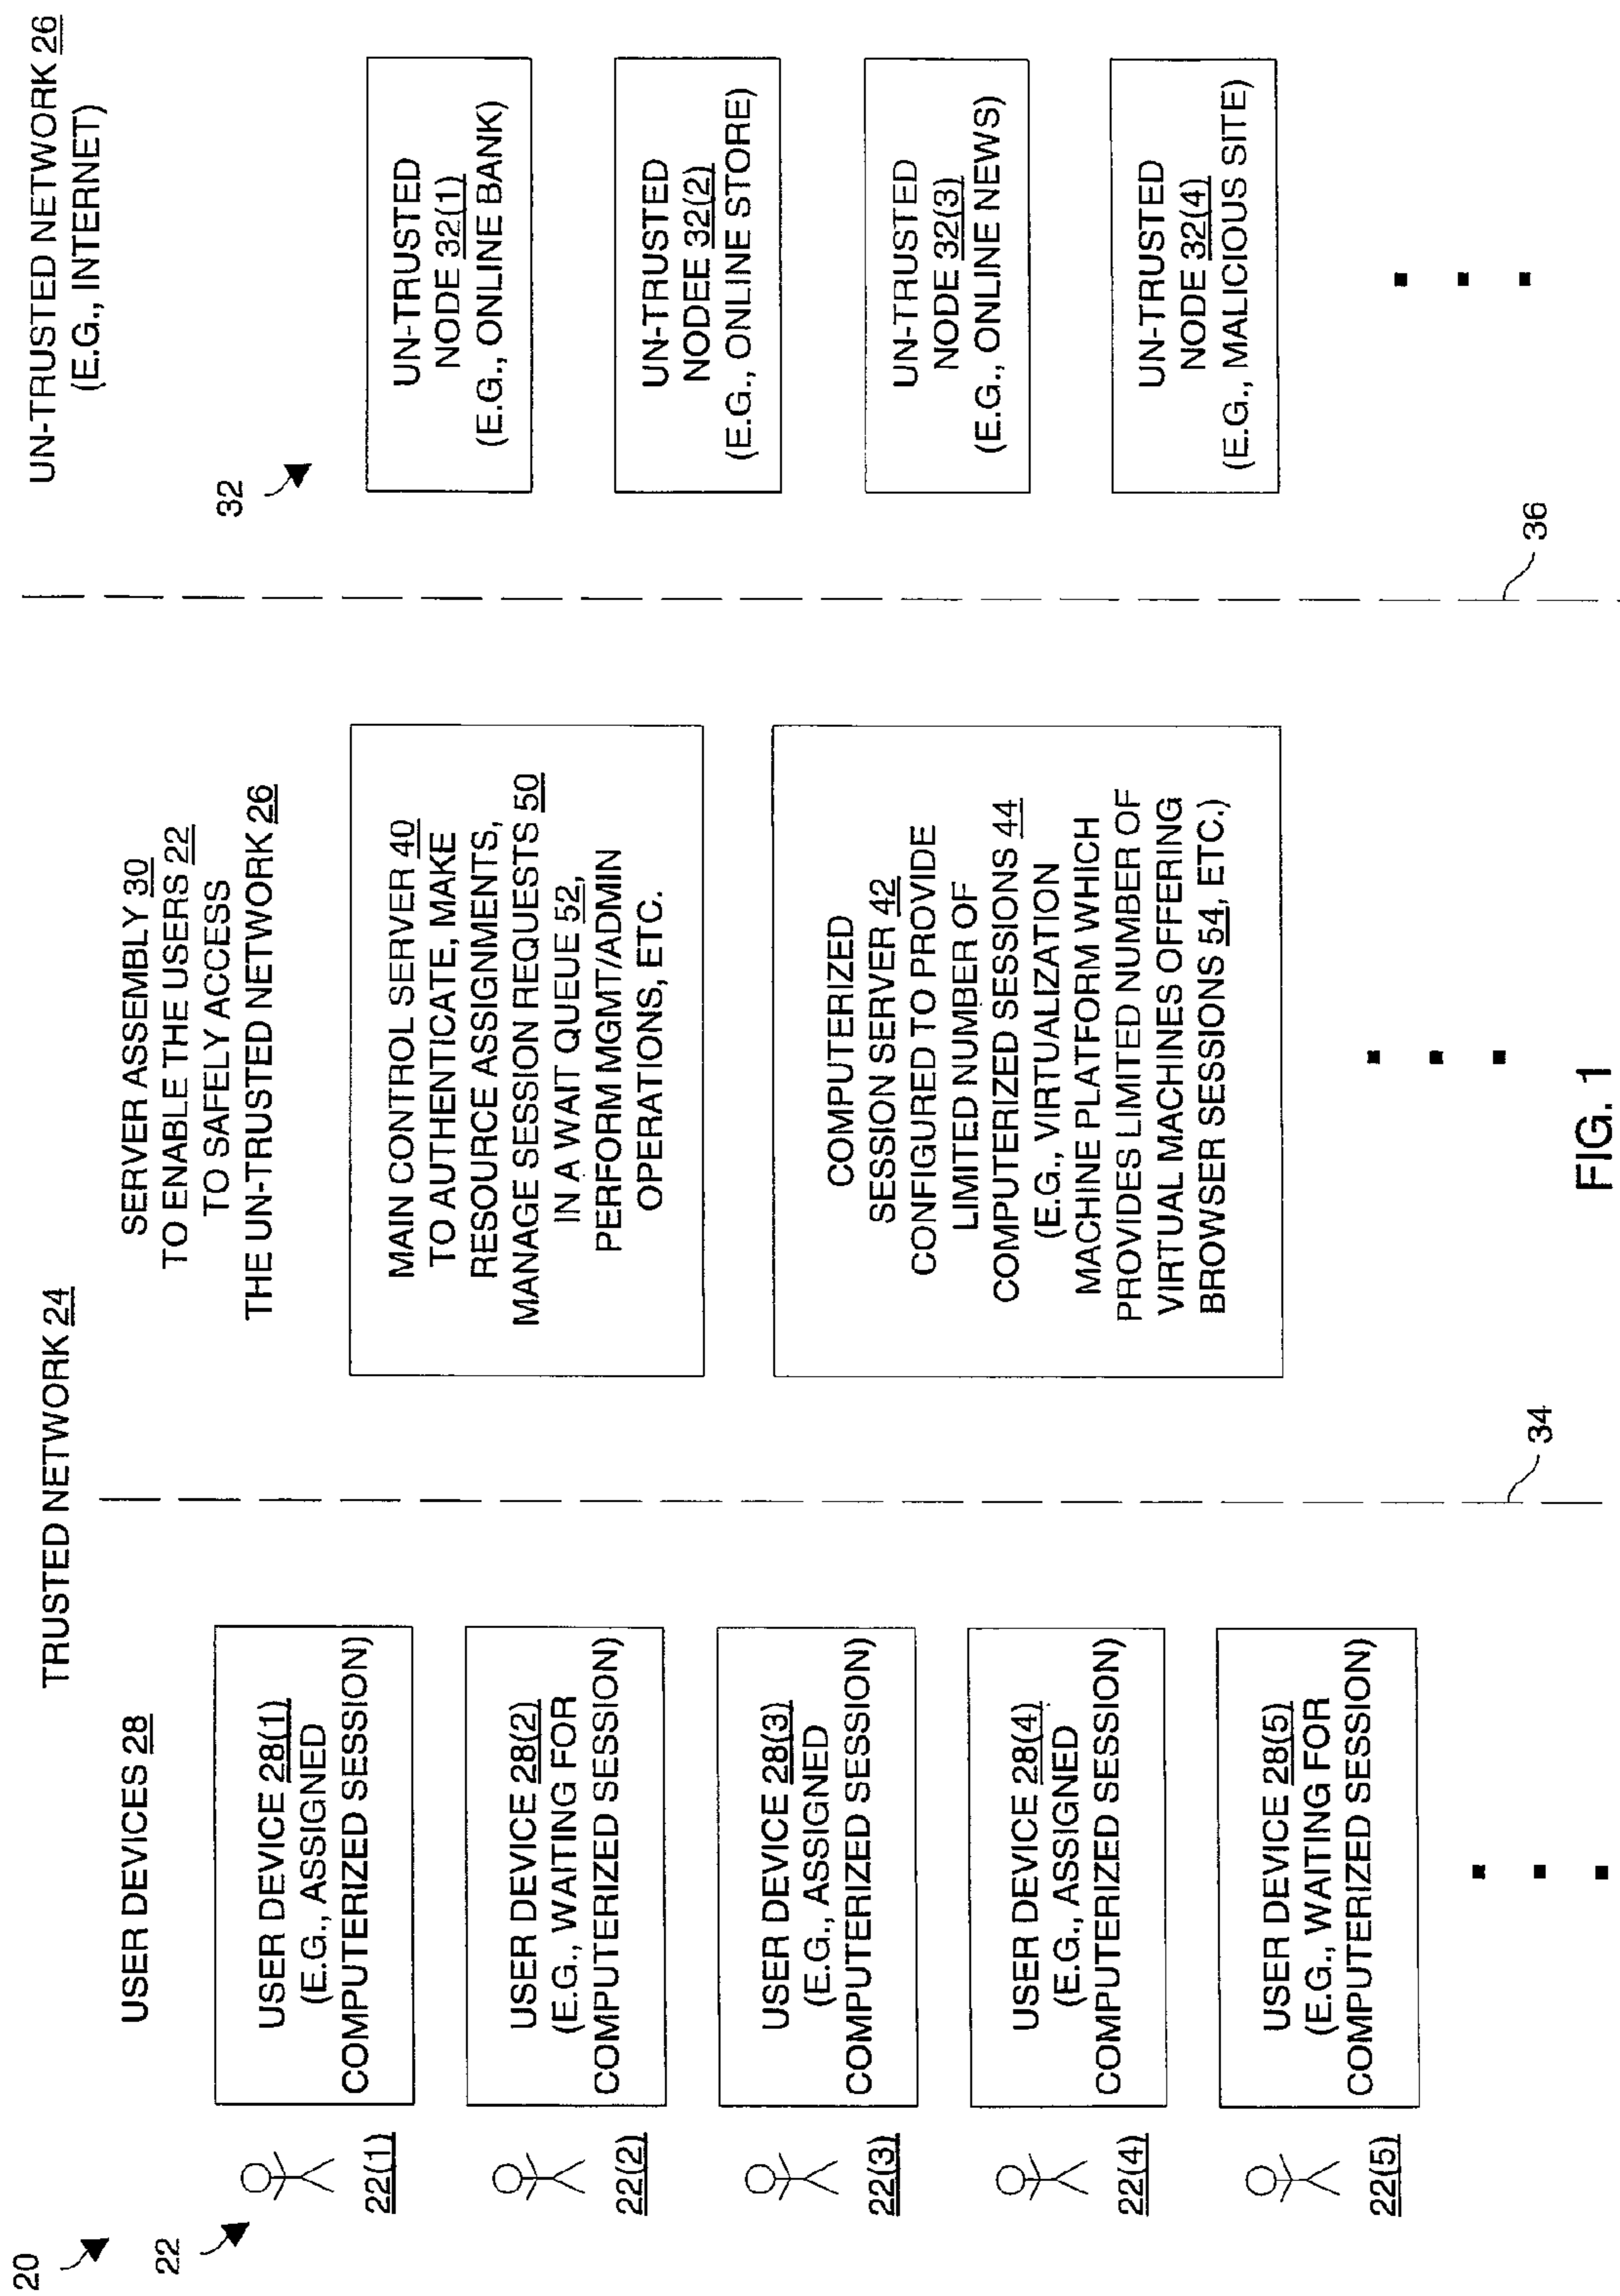 20
22
TRUSTED NETWORK 24
UN-TRUSTED NETWORK 26
(E.G., INTERNET)
USER DEVICES 28
22(1)
USER DEVICE 28(1)
(E.G., ASSIGNED
COMPUTERIZED SESSION)
22(2)
USER DEVICE 28(2)
(E.G., WAITING FOR
COMPUTERIZED SESSION)
22(3)
USER DEVICE 28(3)
(E.G., ASSIGNED
COMPUTERIZED SESSION)
22(4)
USER DEVICE 28(4)
(E.G., ASSIGNED
COMPUTERIZED SESSION)
22(5)
USER DEVICE 28(5)
(E.G., WAITING FOR
COMPUTERIZED SESSION)
34
SERVER ASSEMBLY 30
TO ENABLE THE USERS 22
TO SAFELY ACCESS
THE UN-TRUSTED NETWORK 26
MAIN CONTROL SERVER 40
TO AUTHENTICATE, MAKE
RESOURCE ASSIGNMENTS,
MANAGE SESSION REQUESTS 50
IN A WAIT QUEUE 52,
PERFORM MGMT/ADMIN
OPERATIONS, ETC.
COMPUTERIZED
SESSION SERVER 42
CONFIGURED TO PROVIDE
LIMITED NUMBER OF
COMPUTERIZED SESSIONS 44
(E.G., VIRTUALIZATION
MACHINE PLATFORM WHICH
PROVIDES LIMITED NUMBER OF
VIRTUAL MACHINES OFFERING
BROWSER SESSIONS 54, ETC.)
36
32
UN-TRUSTED
NODE 32(1)
(E.G., ONLINE BANK)
UN-TRUSTED
NODEE 32(2)
(E.G., ONLINE STORE)
UN-TRUSTED
NODE 32(3)
(E.G., ONLINE NEWS)
UN-TRUSTED
NODE 32(4)
(E.G., MALICIOUS SITE)
FIG. 1